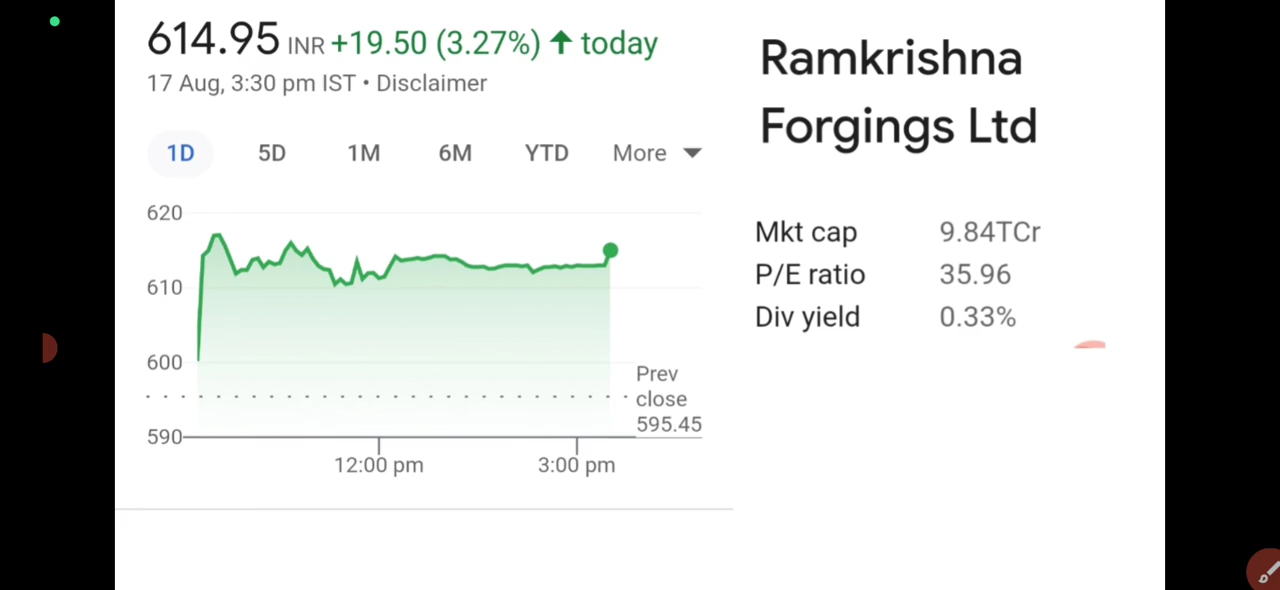 614.95 INR +19.50 (3.27%) ↑ today
17 Aug, 3:30 pm IST • Disclaimer
1D 5D 1M 6M YTD More
620
610
600
590
Prev
close
595.45
12:00 pm 3:00 pm
Ramkrishna
Forgings Ltd
Mkt cap 9.84TCr
P/E ratio 35.96
Div yield 0.33%